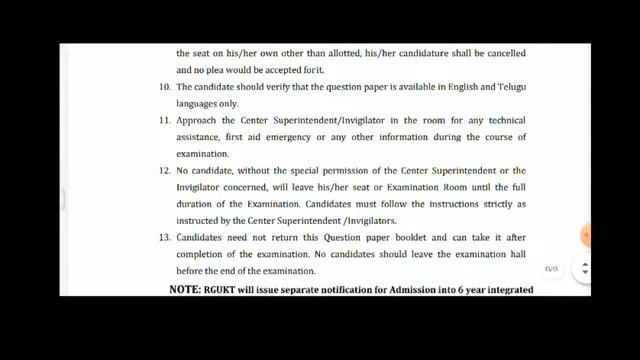 the seat on his/her own other than allotted, his/her candidature shall be cancelled
and no plea would be accepted forit.
10. The candidate should verify that the question paper is available in English and Telugu
languages only.
11. Approach the Center Superintendent/Invigilator in the room for any technical
assistance, first aid emergency or any other information during the course of
examination.
12. No candidate, without the special permission of the Center Superintendent or the
Invigilator concerned, will leave his/her seat or Examination Room until the full
duration of the Examination. Candidates must follow the instructions strictly as
instructed by the Center Superintendent /Invigilators.
13. Candidates need not return this Question paper booklet and can take it after
completion of the examination. No candidates should leave the examination hall
before the end of the examination.
NOTE: RGUKT will issue separate notification for Admission into 6 year integrated